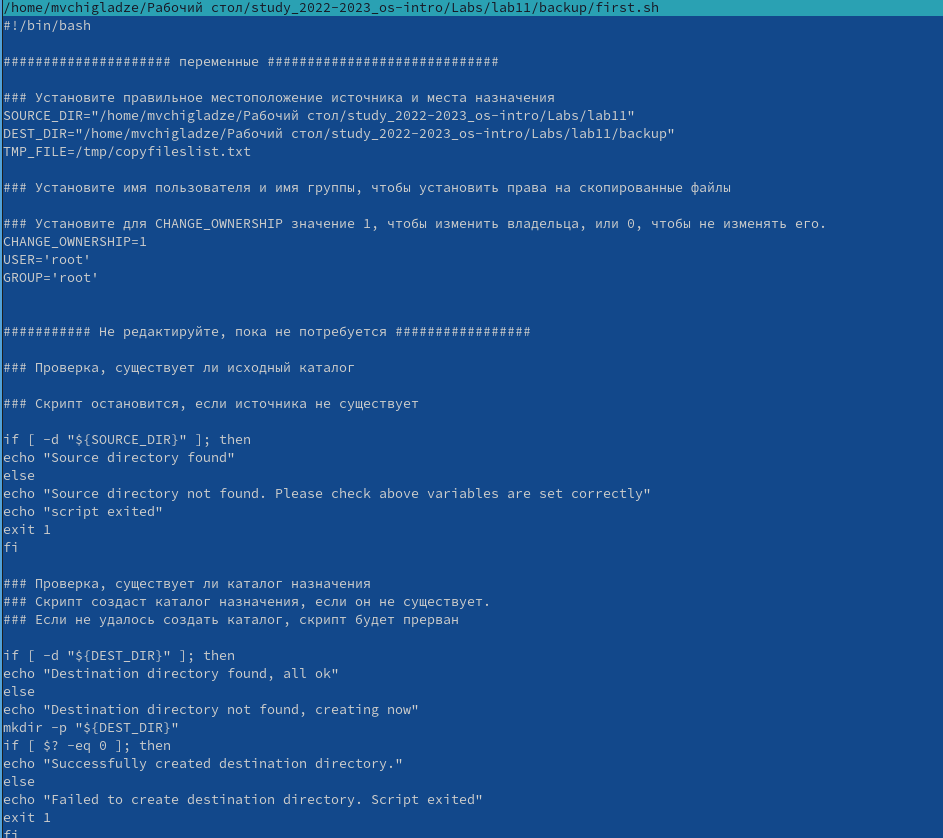 /home/mvchigladze/Рабочий стол/study_2022-2023_os-intro/Labs/lab11/backup/first.sh
#!/bin/bash
##################### переменные #############################
### Установите правильное местоположение источника и места назначения
SOURCE_DIR="/home/mvchigladze/Рабочий стол/study_2022-2023_os-intro/Labs/lab11"
DEST_DIR="/home/mvchigladze/Рабочий стол/study_2022-2023_os-intro/Labs/lab11/backup"
TMP_FILE=/tmp/copyfileslist.txt
### Установите имя пользователя и имя группы, чтобы установить права на скопированные файлы
### Установите для CHANGE_OWNERSHIP значение 1, чтобы изменить владельца, или 0, чтобы не изменять его.
CHANGE_OWNERSHIP=1
USER='root'
GROUP='root'
########### Не редактируйте, пока не потребуется #################
### Проверка, существует ли исходный каталог
### Скрипт остановится, если источника не существует
if [ -d "${SOURCE_DIR}" ]; then
echo "Source directory found"
else
echo "Source directory not found. Please check above variables are set correctly"
echo "script exited"
exit 1
fi
### Проверка, существует ли каталог назначения
### Скрипт создаст каталог назначения, если он не существует.
### Если не удалось создать каталог, скрипт будет прерван
if [ -d "${DEST_DIR}" ]; then
echo "Destination directory found, all ok"
else
echo "Destination directory not found, creating now"
mkdir -p "${DEST_DIR}"
if [ $? -eq 0 ]; then
echo "Successfully created destination directory."
else
echo "Failed to create destination directory. Script exited"
exit 1
fi